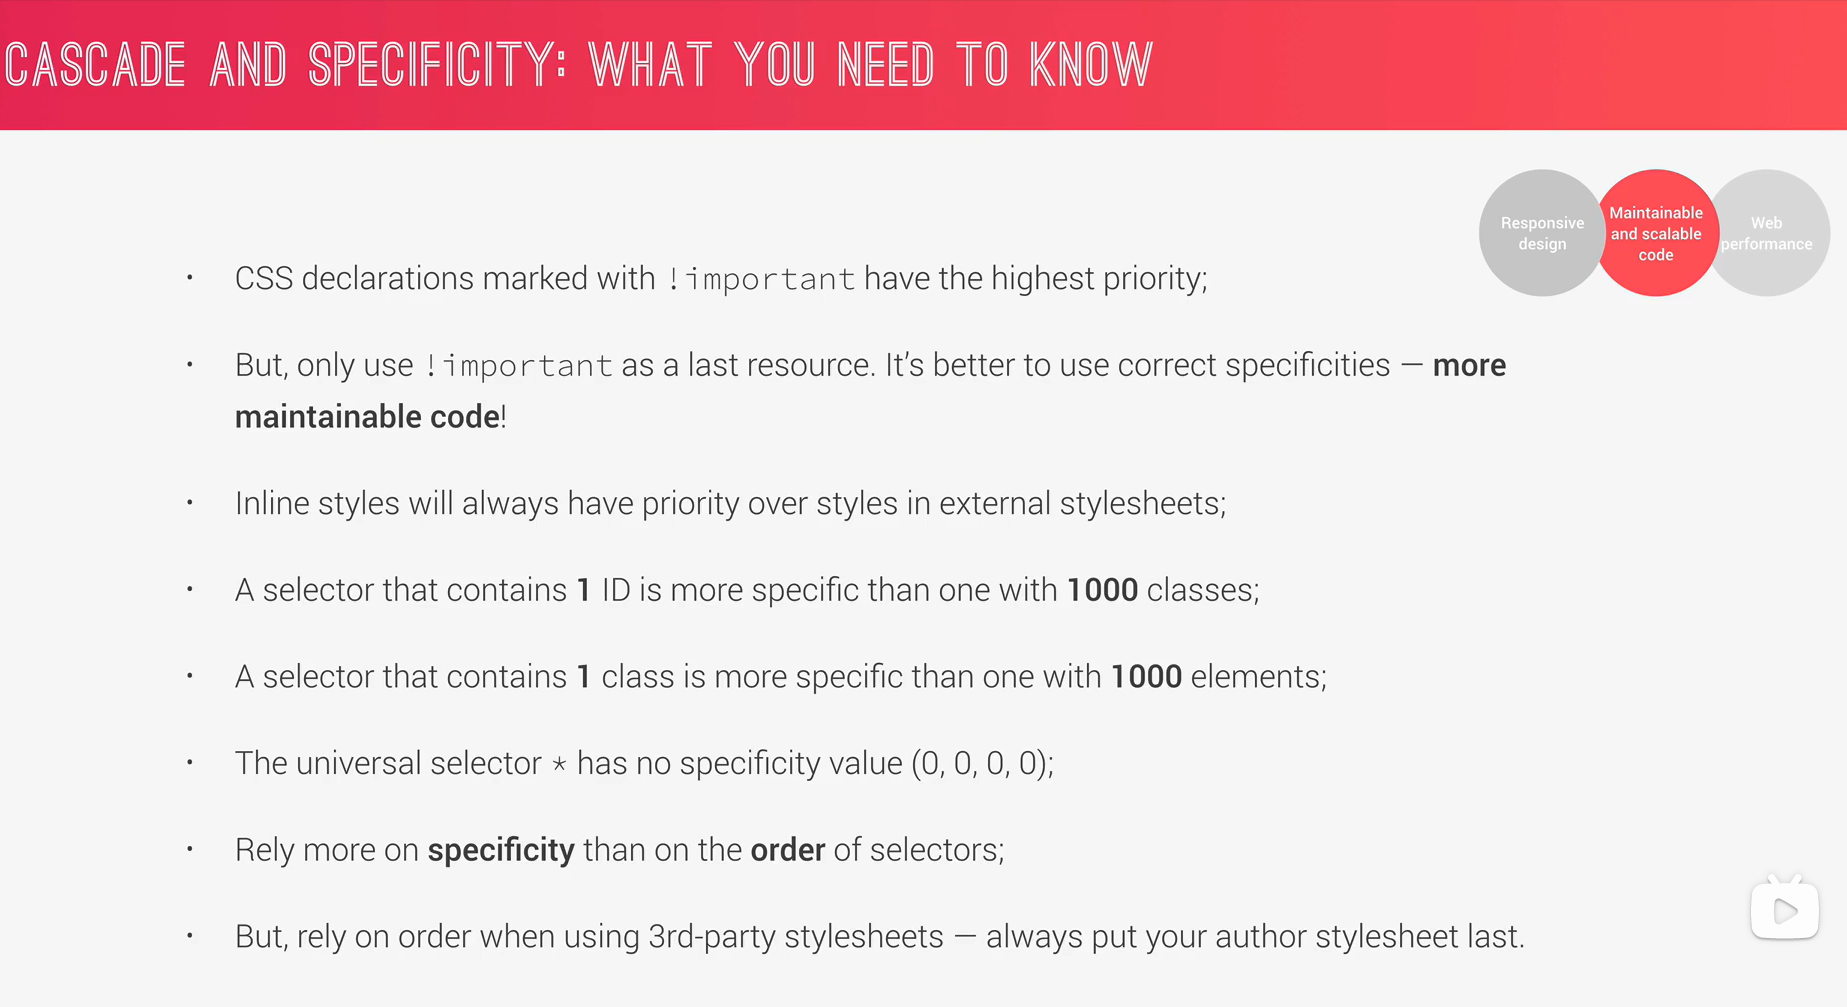 CASCADE AND SPECIFICITY: WHAT YOU NEED TO KNOW
Responsive
design
Maintainable
and scalable
code
Web
performance
• CSS declarations marked with !important have the highest priority;
• But, only use !important as a last resource. It’s better to use correct specificities — more
maintainable code!
• Inline styles will always have priority over styles in external stylesheets;
• A selector that contains 1 ID is more specific than one with 1000 classes;
• A selector that contains 1 class is more specific than one with 1000 elements;
• The universal selector * has no specificity value (0, 0, 0, 0);
• Rely more on specificity than on the order of selectors;
• But, rely on order when using 3rd-party stylesheets — always put your author stylesheet last.